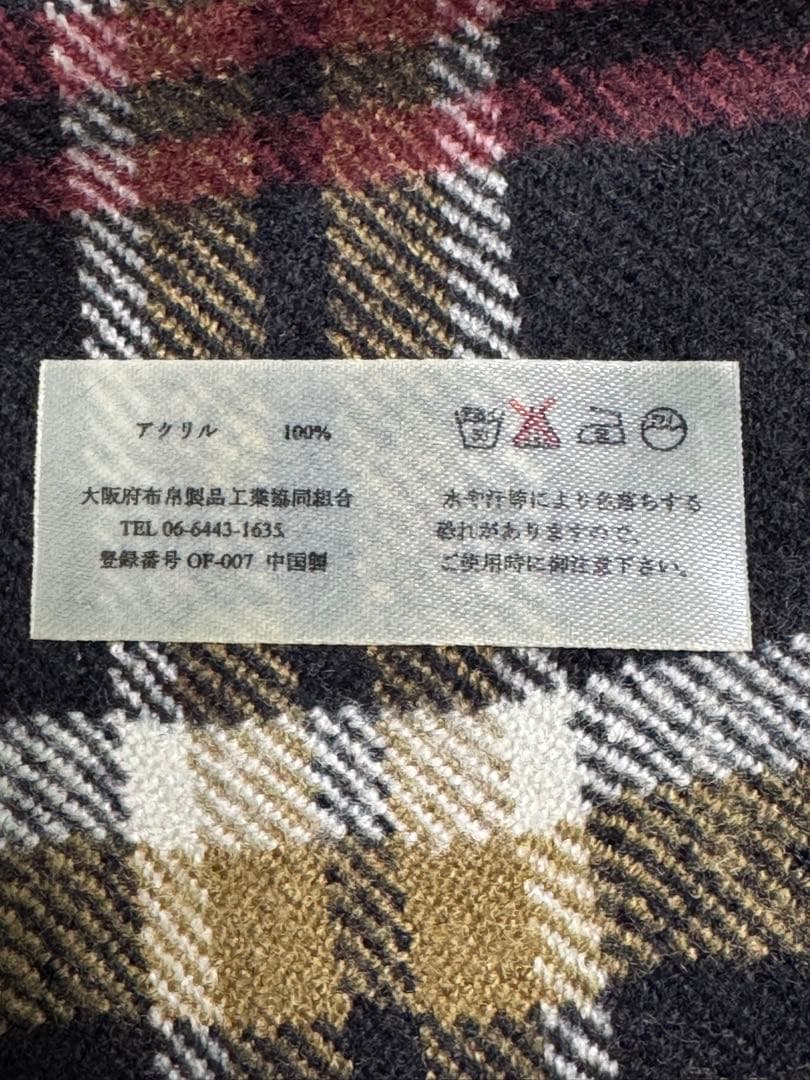 アクリル 100%
大阪府布帛製品工業協同組合
TEL 06-6443-1635
登録番号 OF-007 中国製
水や汗等により色落ちする
恐れがありますので、
ご使用時に御注意下さい。